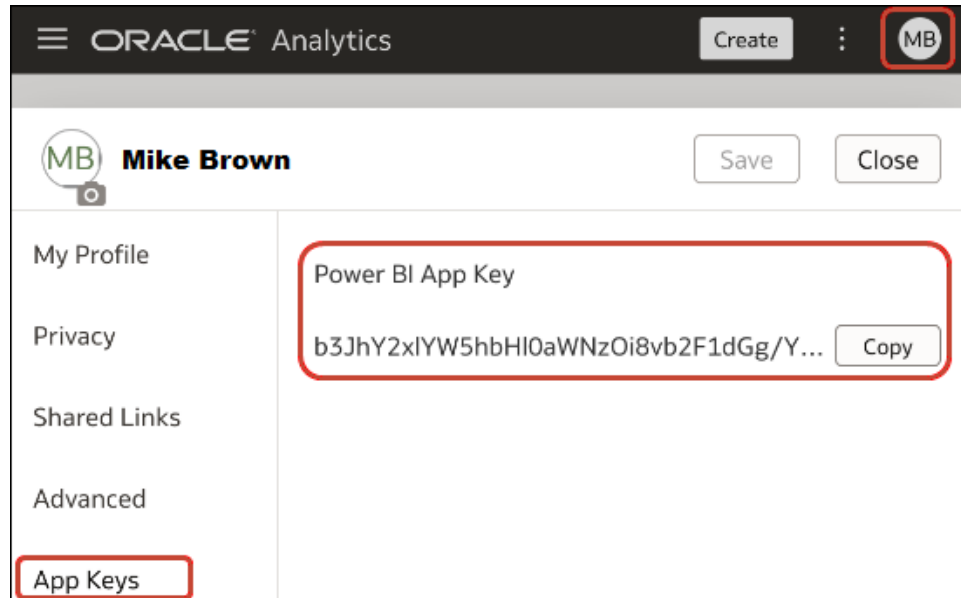 ORACLE Analytics
Create
MB
MB
Mike Brown
Save
Close
My Profile
Privacy
Shared Links
Advanced
App Keys
Power BI App Key
b3JhY2xlYW5hbHl0aWNzOi8vb2F1dGg/Y...
Copy